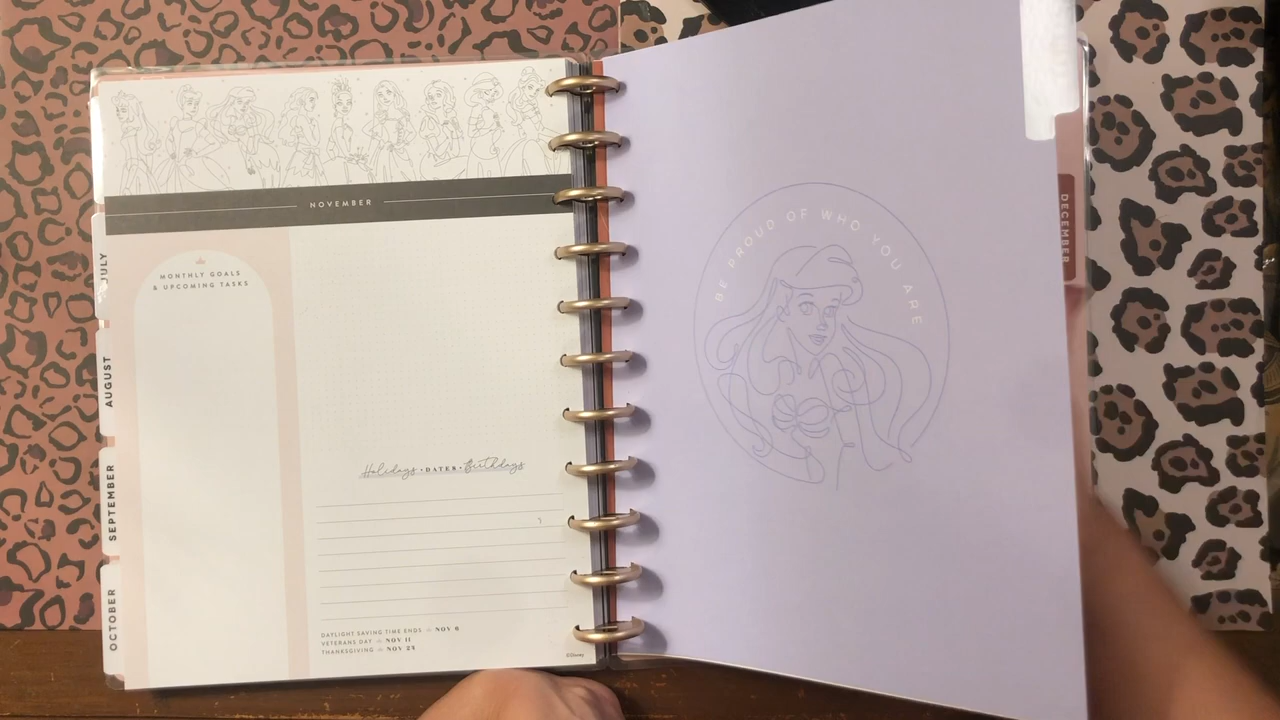 NOVEMBER
MONTHLY GOALS
& UPCOMING TASKS
Holidays • DATES • Birthdays
DAYLIGHT SAVING TIME ENDS NOV 6
VETERANS DAY NOV 11
THANKSGIVING NOV 24
©Disney
JULY
AUGUST
SEPTEMBER
OCTOBER
BE PROUD OF WHO YOU ARE
DECEMBER